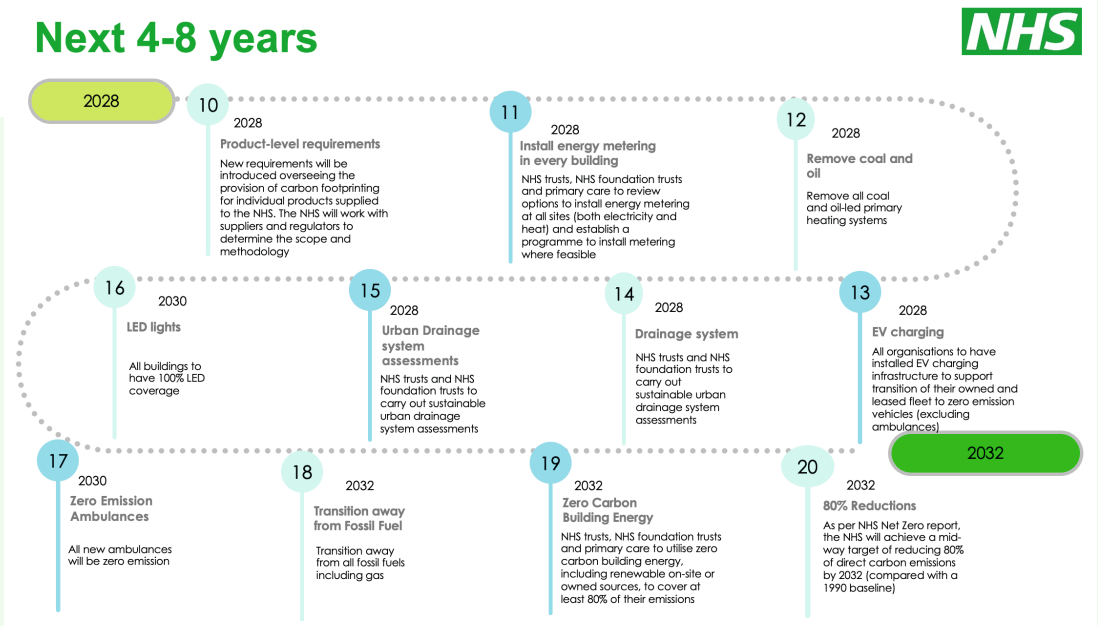 Next 4-8 years
NHS
2028
10
2028
Product-level requirements
New requirements will be
introduced overseeing the
provision of carbon footprinting
for individual products supplied
to the NHS. The NHS will work with
suppliers and regulators to
determine the scope and
methodology
11
2028
Install energy metering
in every building
NHS trusts, NHS foundation trusts
and primary care to review
options to install energy metering
at all sites (both electricity and
heat) and establish a
programme to install metering
where feasible
12
2028
Remove coal and
oil
Remove all coal
and oil-led primary
heating systems
13
2028
EV charging
All organisations to have
installed EV charging
infrastructure to support
transition of their owned and
leased fleet to zero emission
vehicles (excluding
ambulances)
14
2028
Drainage system
NHS trusts and NHS
foundation trusts to
carry out
sustainable urban
drainage system
assessments
15
2028
Urban Drainage
system
assessments
NHS trusts and NHS
foundation trusts to
carry out sustainable
urban drainage
system assessments
16
2030
LED lights
All buildings to
have 100% LED
coverage
17
2030
Zero Emission
Ambulances
All new ambulances
will be zero emission
18
2032
Transition away
from Fossil Fuel
Transition away
from all fossil fuels
including gas
19
2032
Zero Carbon
Building Energy
NHS trusts, NHS foundation trusts
and primary care to utilise zero
carbon building energy,
including renewable on-site or
owned sources, to cover at
least 80% of their emissions
20
2032
80% Reductions
As per NHS Net Zero report,
the NHS will achieve a mid-
way target of reducing 80%
of direct carbon emissions
by 2032 (compared with a
1990 baseline)
2032